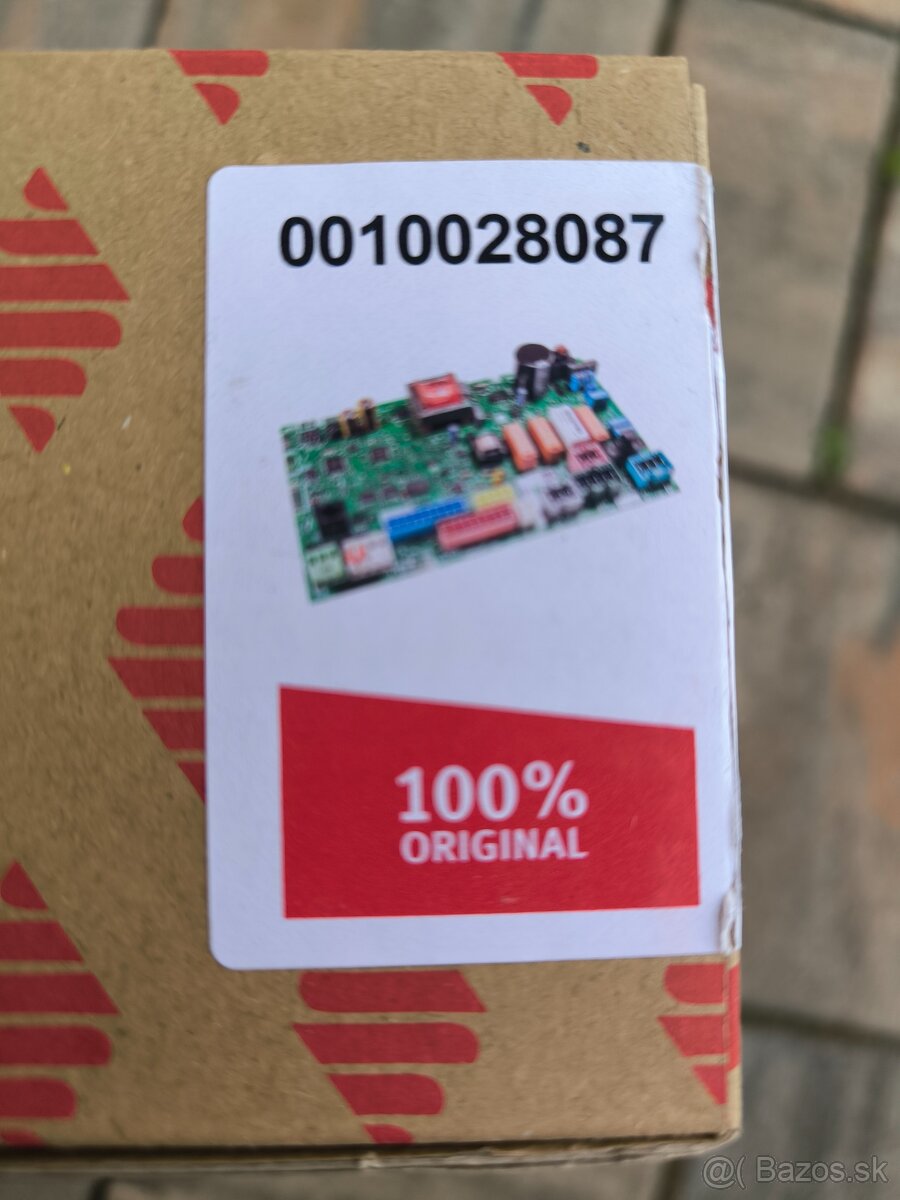 0010028087
100%
ORIGINAL
@( Bazos.sk